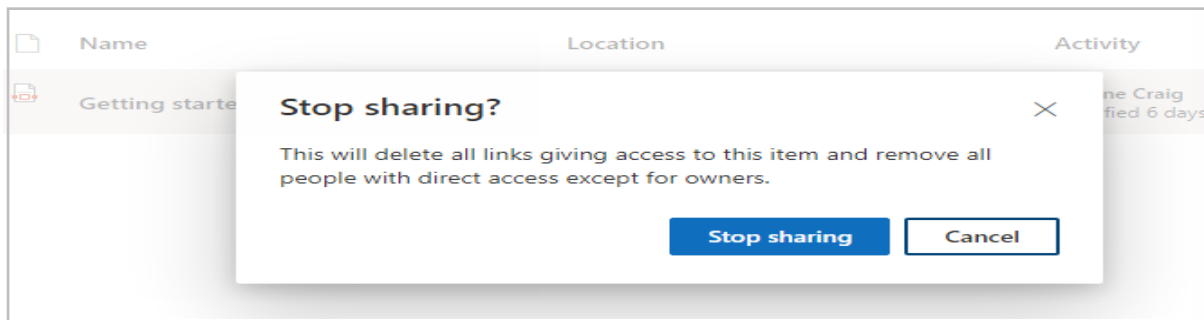 Name Location Activity
Getting starte
Stop sharing?
ne Craig
fied 6 days
This will delete all links giving access to this item and remove all
people with direct access except for owners.
Stop sharing Cancel